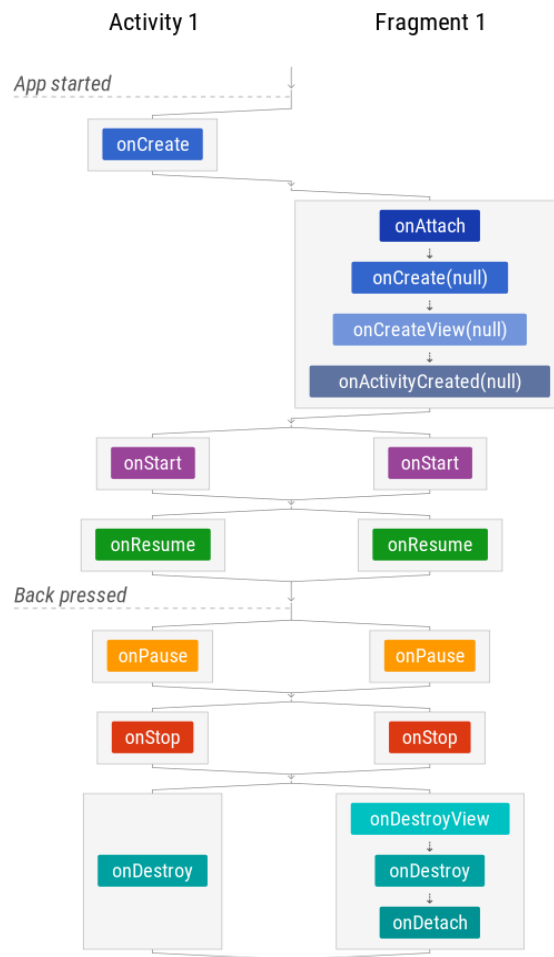 Activity 1 Fragment 1
App started
onCreate
onAttach
onCreate(null)
onCreateView(null)
onActivityCreated(null)
onStart onStart
onResume onResume
Back pressed
onPause onPause
onStop onStop
onDestroyView
onDestroy onDestroy
onDetach